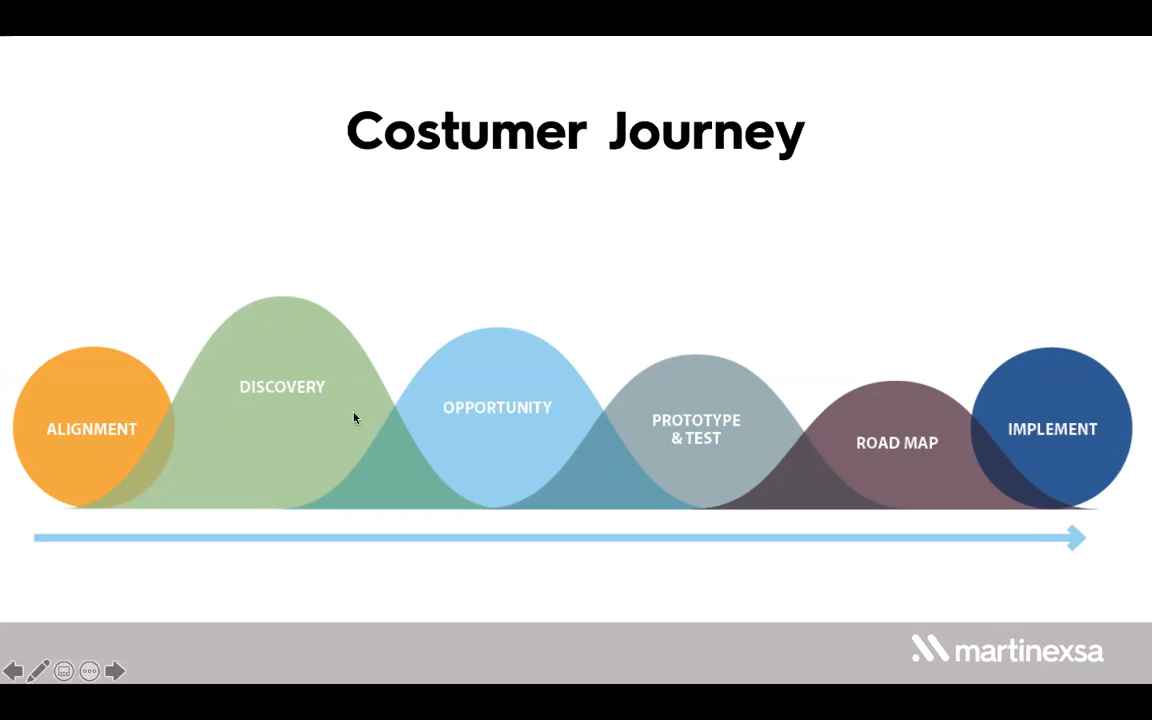 Costumer Journey
ALIGNMENT
DISCOVERY
OPPORTUNITY
PROTOTYPE
& TEST
ROAD MAP
IMPLEMENT
martinexsa